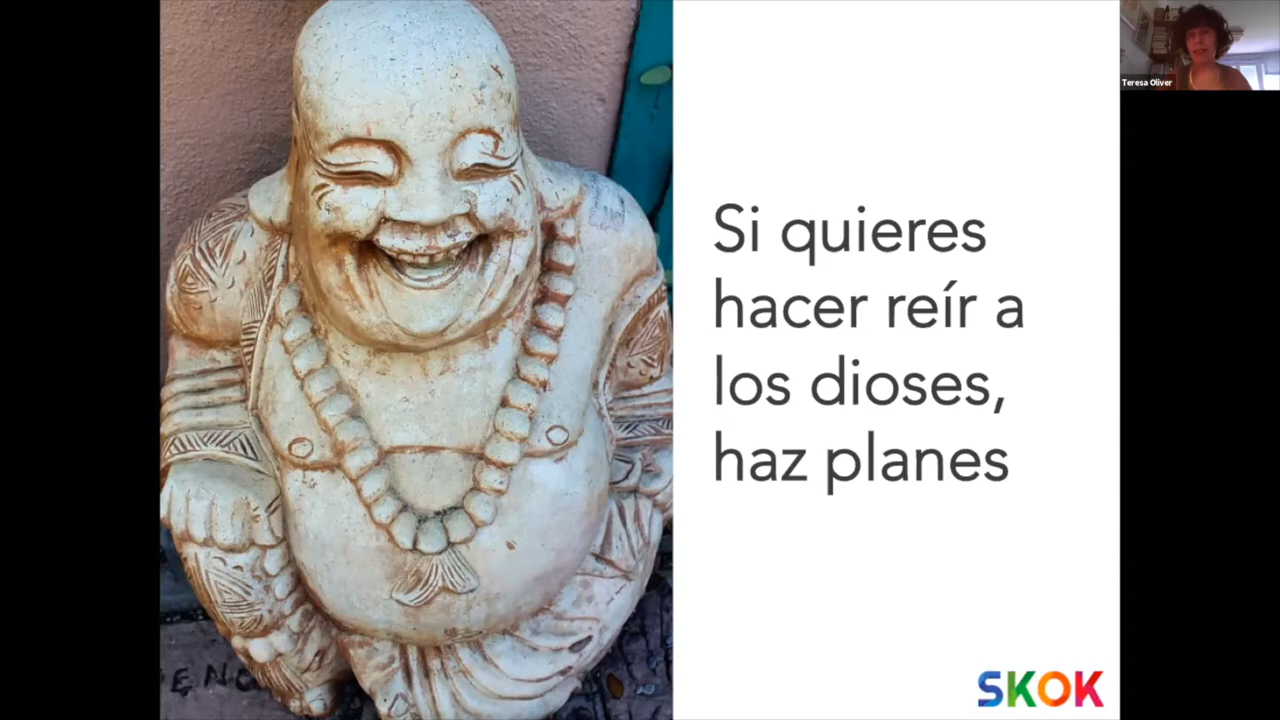 Si quieres
hacer reír a
los dioses,
haz planes
SKOK
Teresa Oliver